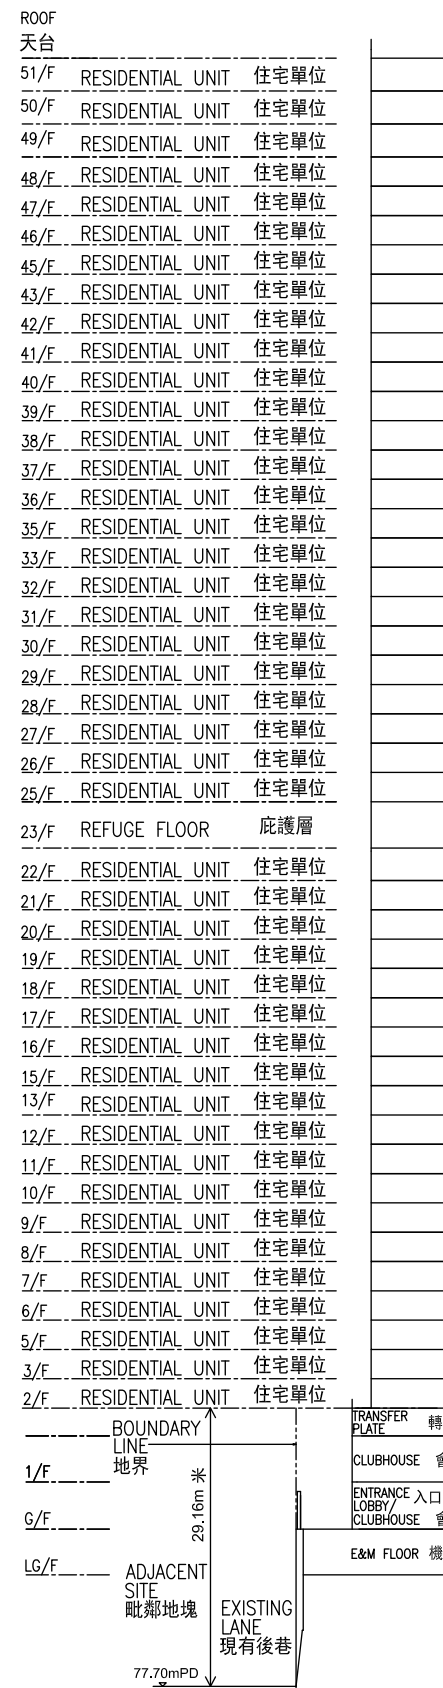 ROOF
天台
51/F RESIDENTIAL UNIT 住宅單位
50/F RESIDENTIAL UNIT 住宅單位
49/F RESIDENTIAL UNIT 住宅單位
48/F RESIDENTIAL UNIT 住宅單位
47/F RESIDENTIAL UNIT 住宅單位
46/F RESIDENTIAL UNIT 住宅單位
45/F RESIDENTIAL UNIT 住宅單位
43/F RESIDENTIAL UNIT 住宅單位
42/F RESIDENTIAL UNIT 住宅單位
41/F RESIDENTIAL UNIT 住宅單位
40/F RESIDENTIAL UNIT 住宅單位
39/F RESIDENTIAL UNIT 住宅單位
38/F RESIDENTIAL UNIT 住宅單位
37/F RESIDENTIAL UNIT 住宅單位
36/F RESIDENTIAL UNIT 住宅單位
35/F RESIDENTIAL UNIT 住宅單位
33/F RESIDENTIAL UNIT 住宅單位
32/F RESIDENTIAL UNIT 住宅單位
31/F RESIDENTIAL UNIT 住宅單位
30/F RESIDENTIAL UNIT 住宅單位
29/F RESIDENTIAL UNIT 住宅單位
28/F RESIDENTIAL UNIT 住宅單位
27/F RESIDENTIAL UNIT 住宅單位
26/F RESIDENTIAL UNIT 住宅單位
25/F RESIDENTIAL UNIT 住宅單位
23/F REFUGE FLOOR 庇護層
22/F RESIDENTIAL UNIT 住宅單位
21/F RESIDENTIAL UNIT 住宅單位
20/F RESIDENTIAL UNIT 住宅單位
19/F RESIDENTIAL UNIT 住宅單位
18/F RESIDENTIAL UNIT 住宅單位
17/F RESIDENTIAL UNIT 住宅單位
16/F RESIDENTIAL UNIT 住宅單位
15/F RESIDENTIAL UNIT 住宅單位
13/F RESIDENTIAL UNIT 住宅單位
12/F RESIDENTIAL UNIT 住宅單位
11/F RESIDENTIAL UNIT 住宅單位
10/F RESIDENTIAL UNIT 住宅單位
9/F RESIDENTIAL UNIT 住宅單位
8/F RESIDENTIAL UNIT 住宅單位
7/F RESIDENTIAL UNIT 住宅單位
6/F RESIDENTIAL UNIT 住宅單位
5/F RESIDENTIAL UNIT 住宅單位
3/F RESIDENTIAL UNIT 住宅單位
2/F RESIDENTIAL UNIT 住宅單位
TRANSFER 轉
PLATE
BOUNDARY
LINE
地界
1/F
CLUBHOUSE 會
29.16m 米
ENTRANCE 入口
LOBBY/
CLUBHOUSE 會
G/F
E&M FLOOR 機
LG/F
ADJACENT
SITE
毗鄰地塊
EXISTING
LANE
現有後巷
77.70mPD